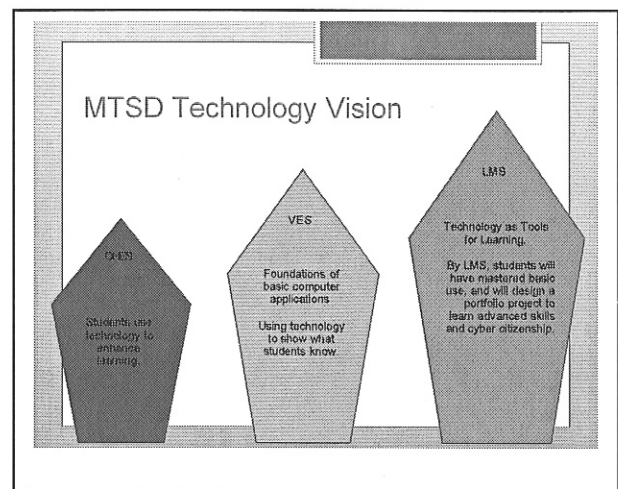 MTSD Technology Vision
Students use
technology to
enhance
learning.
VES
Foundations of
basic computer
applications
Using technology
to show what
students know.
LMS
Technology as Tools
for Learning.
By LMS, students will
have mastered basic
use, and will design a
portfolio project to
learn advanced skills
and cyber citizenship.